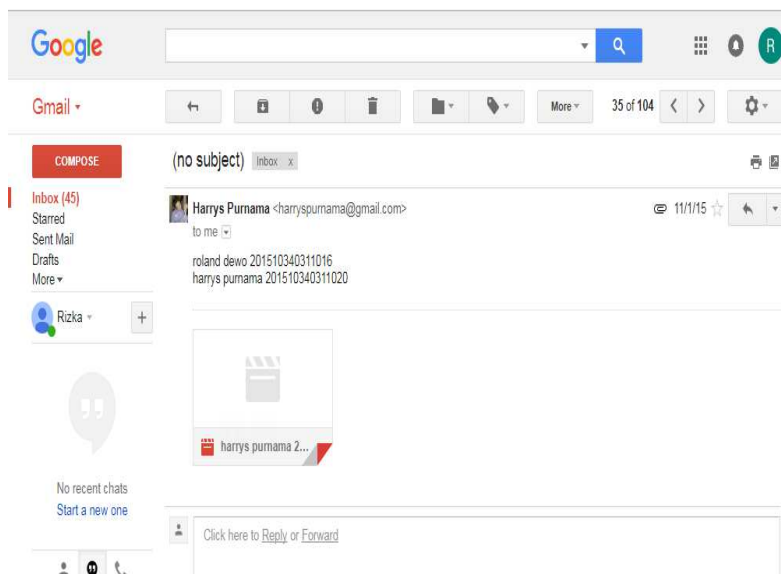 Google
R
Gmail
More
35 of 104
COMPOSE
(no subject)
Inbox x
Inbox (45)
Starred
Sent Mail
Drafts
More
Harrys Purnama <harryspurnama@gmail.com>
11/1/15
to me
roland dewo 201510340311016
harrys purnama 201510340311020
Rizka
harrys purnama 2...
No recent chats
Start a new one
Click here to Reply or Forward